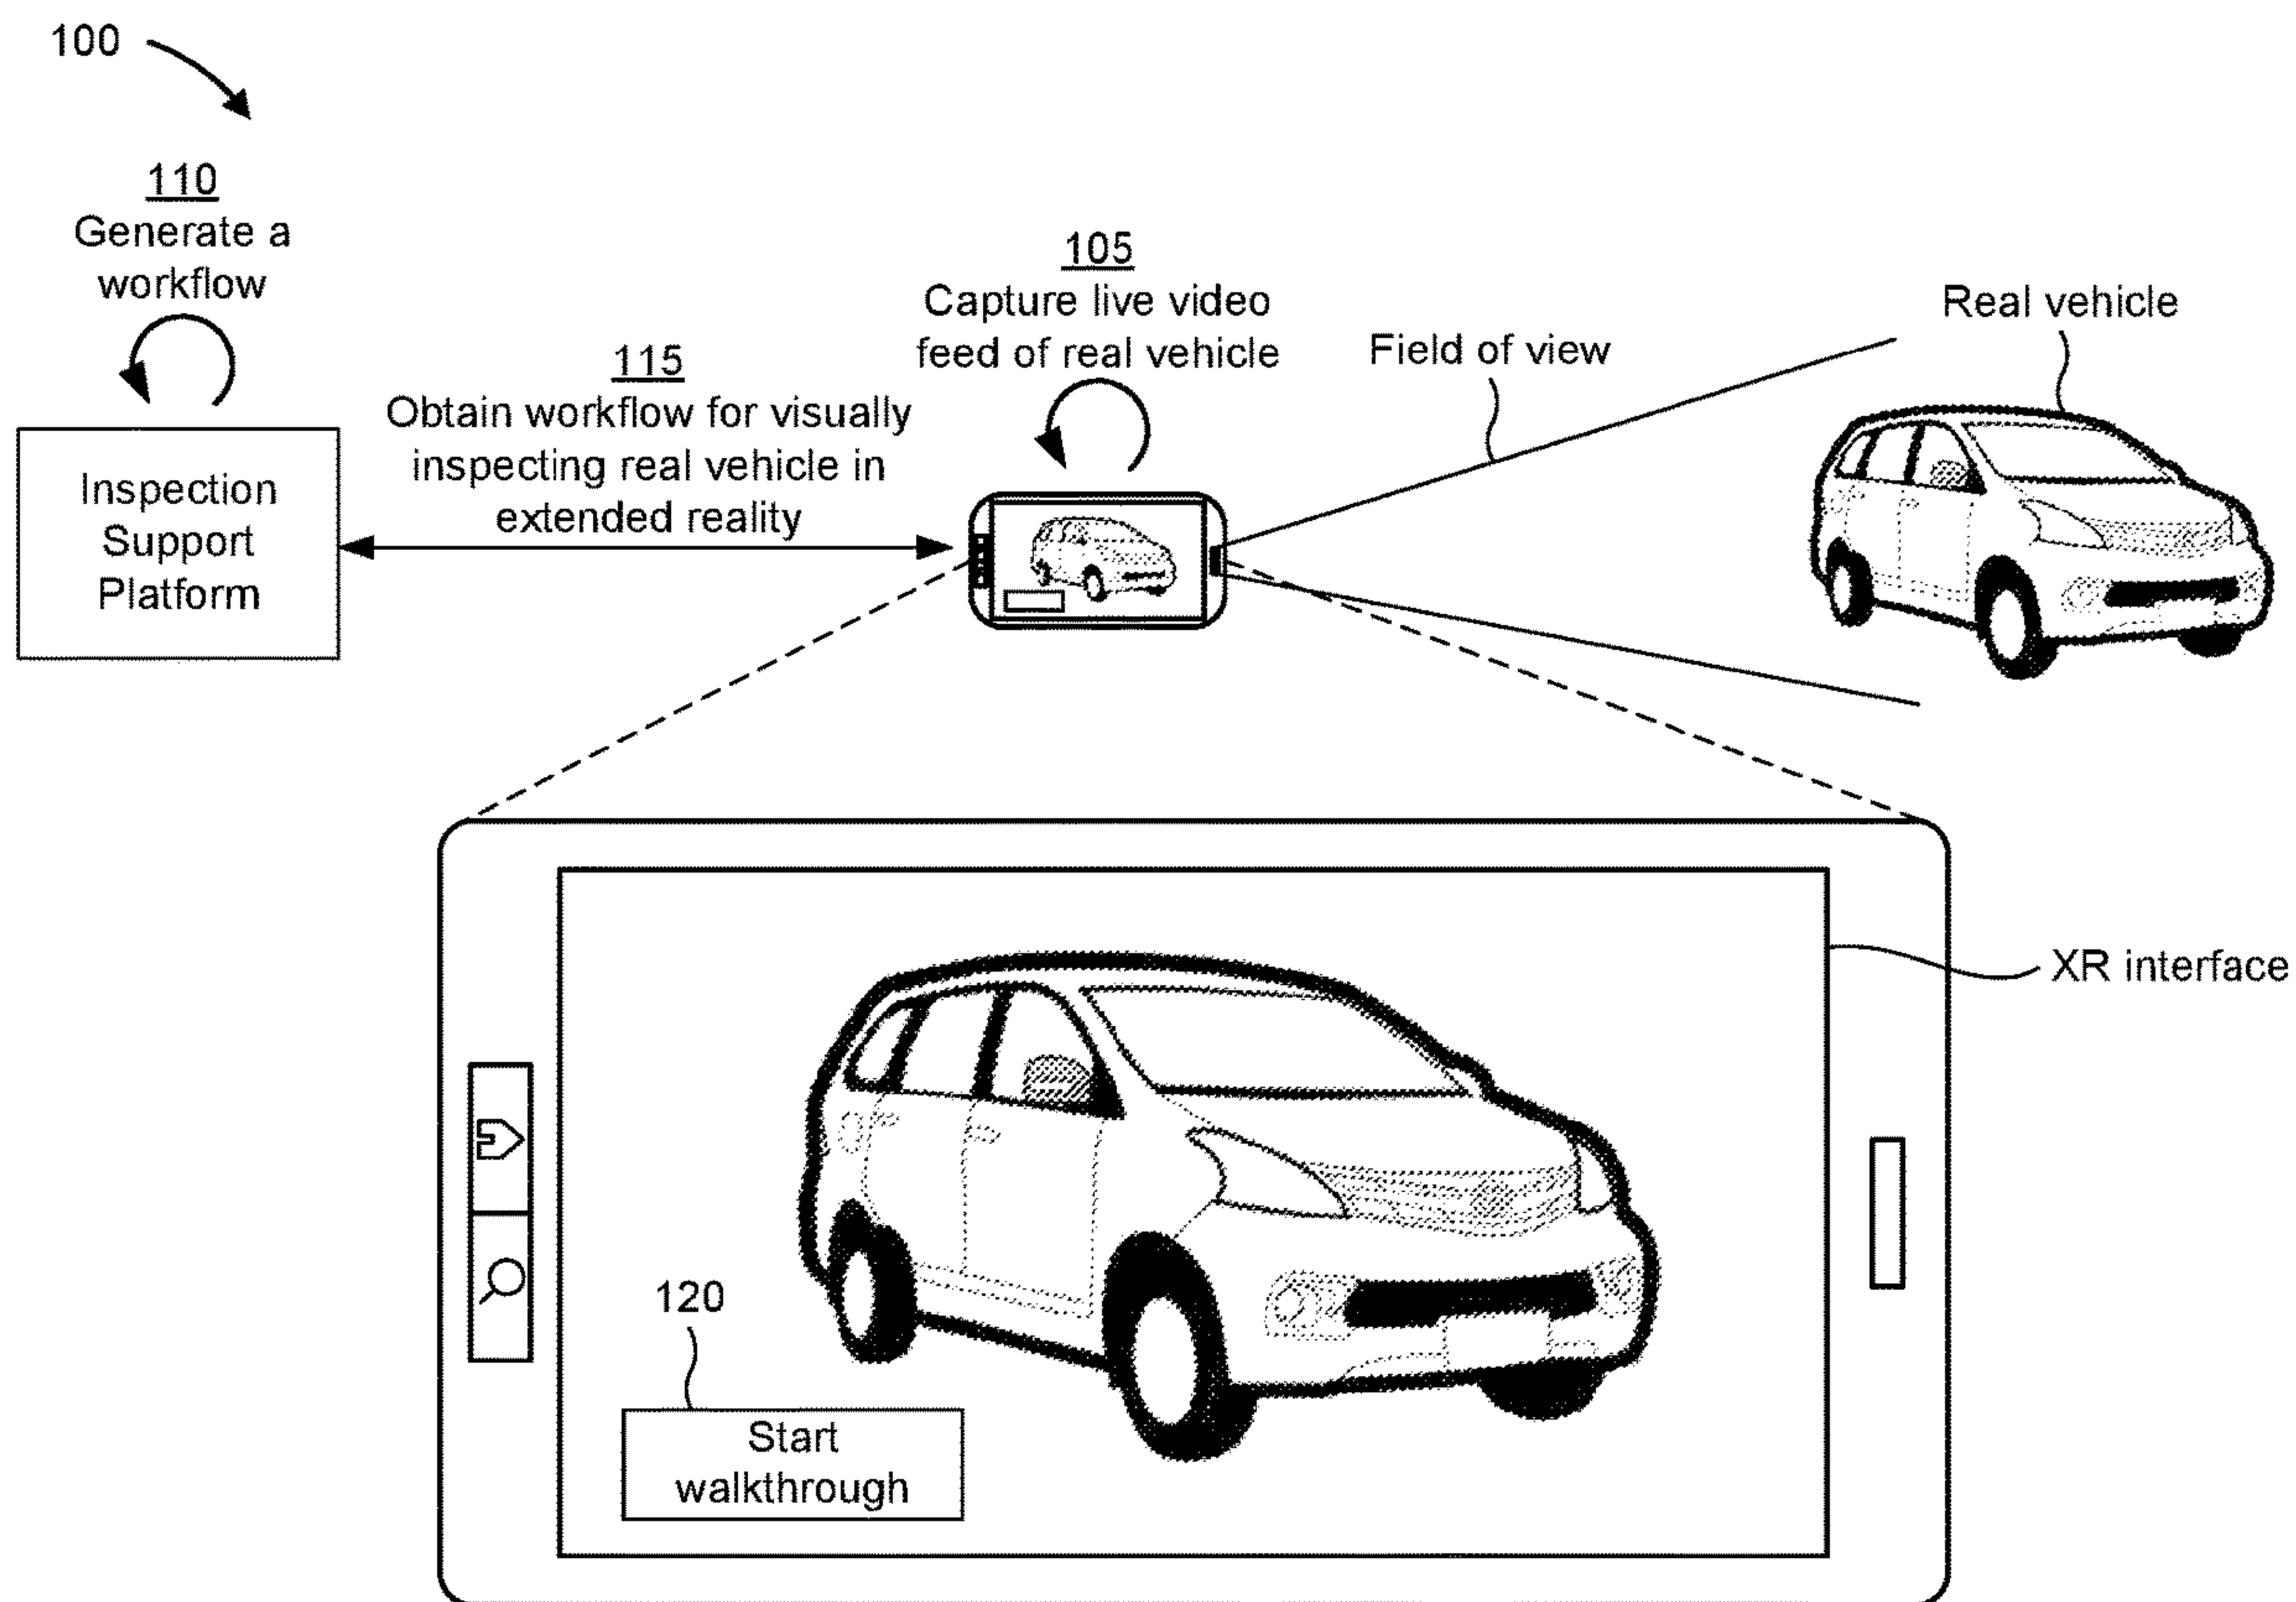 100
110
Generate a
workflow
Inspection
Support
Platform
115
Obtain workflow for visually
inspecting real vehicle in
extended reality
105
Capture live video
feed of real vehicle
Field of view
Real vehicle
XR interface
120
Start
walkthrough